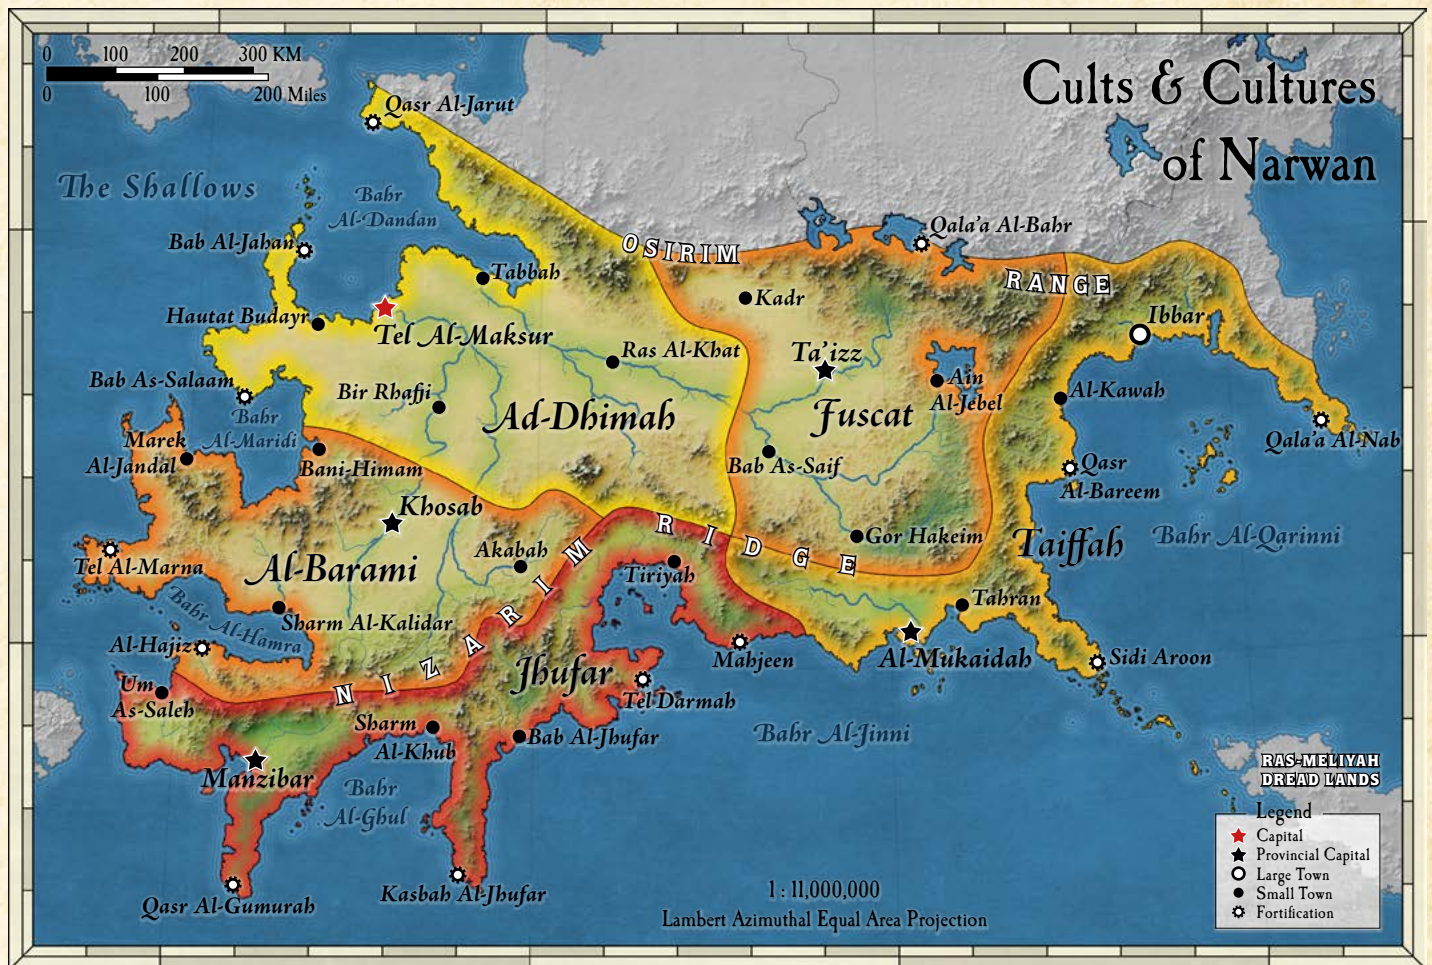 0 100 200 300 KM
0 100 200 Miles
Cults & Cultures
of Narwan
Qasr Al-Jarut
The Shallows
Bahr
Al-Dandan
Bab Al-Jahan
Qala'a Al-Bahr
OSIRIM
RANGE
Tabbah
Kadr
Ibbar
Hautat Budayr
Tel Al-Maksur
Ras Al-Khat
Ta'izz
Bab As-Salaam
Bir Rhafji
Ain
Al-Jebel
Al-Kawah
Ad-Dhimah
Fuscat
Bahr
Al-Maridi
Marek
Al-Jandal
Qala'a Al-Nab
Bani-Himam
Bab As-Saif
Qasr
Al-Bareem
Khosab
NIZARIM RIDGE
Gor Hakeim
Taiffah
Bahr Al-Qarinni
Akabah
Tel Al-Marna
Al-Barami
Tiriyah
Tahran
Bahr Al-Hamra
Sharm Al-Kalidar
Al-Hajiz
Mahjeen
Al-Mukaidah
Sidi Aroon
Jhufar
Um
As-Saleh
Tel Darmah
Sharm
Al-Khub
Bab Al-Jhufar
Bahr Al-Jinni
Manzibar
Bahr
Al-Ghul
RAS-MELIYAH
DREAD LANDS
Legend
Capital
Provincial Capital
Large Town
Small Town
Fortification
Qasr Al-Gumurah
Kasbah Al-Jhufar
1 : 11,000,000
Lambert Azimuthal Equal Area Projection